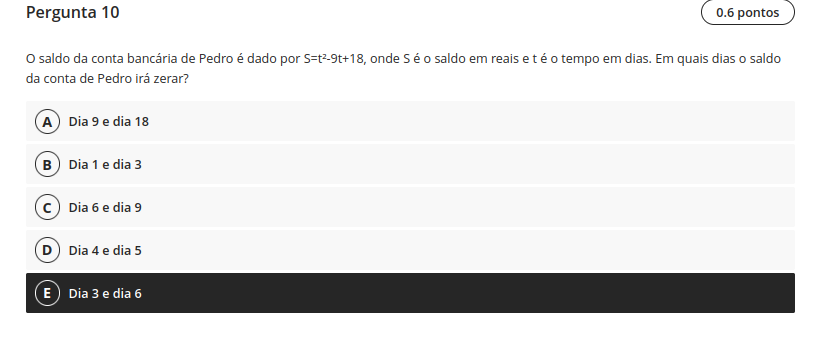 Pergunta 10
0.6 pontos
O saldo da conta bancária de Pedro é dado por S=t²-9t+18, onde S é o saldo em reais e t é o tempo em dias. Em quais dias o saldo
da conta de Pedro irá zerar?
A Dia 9 e dia 18
B Dia 1 e dia 3
C Dia 6 e dia 9
D Dia 4 e dia 5
E Dia 3 e dia 6